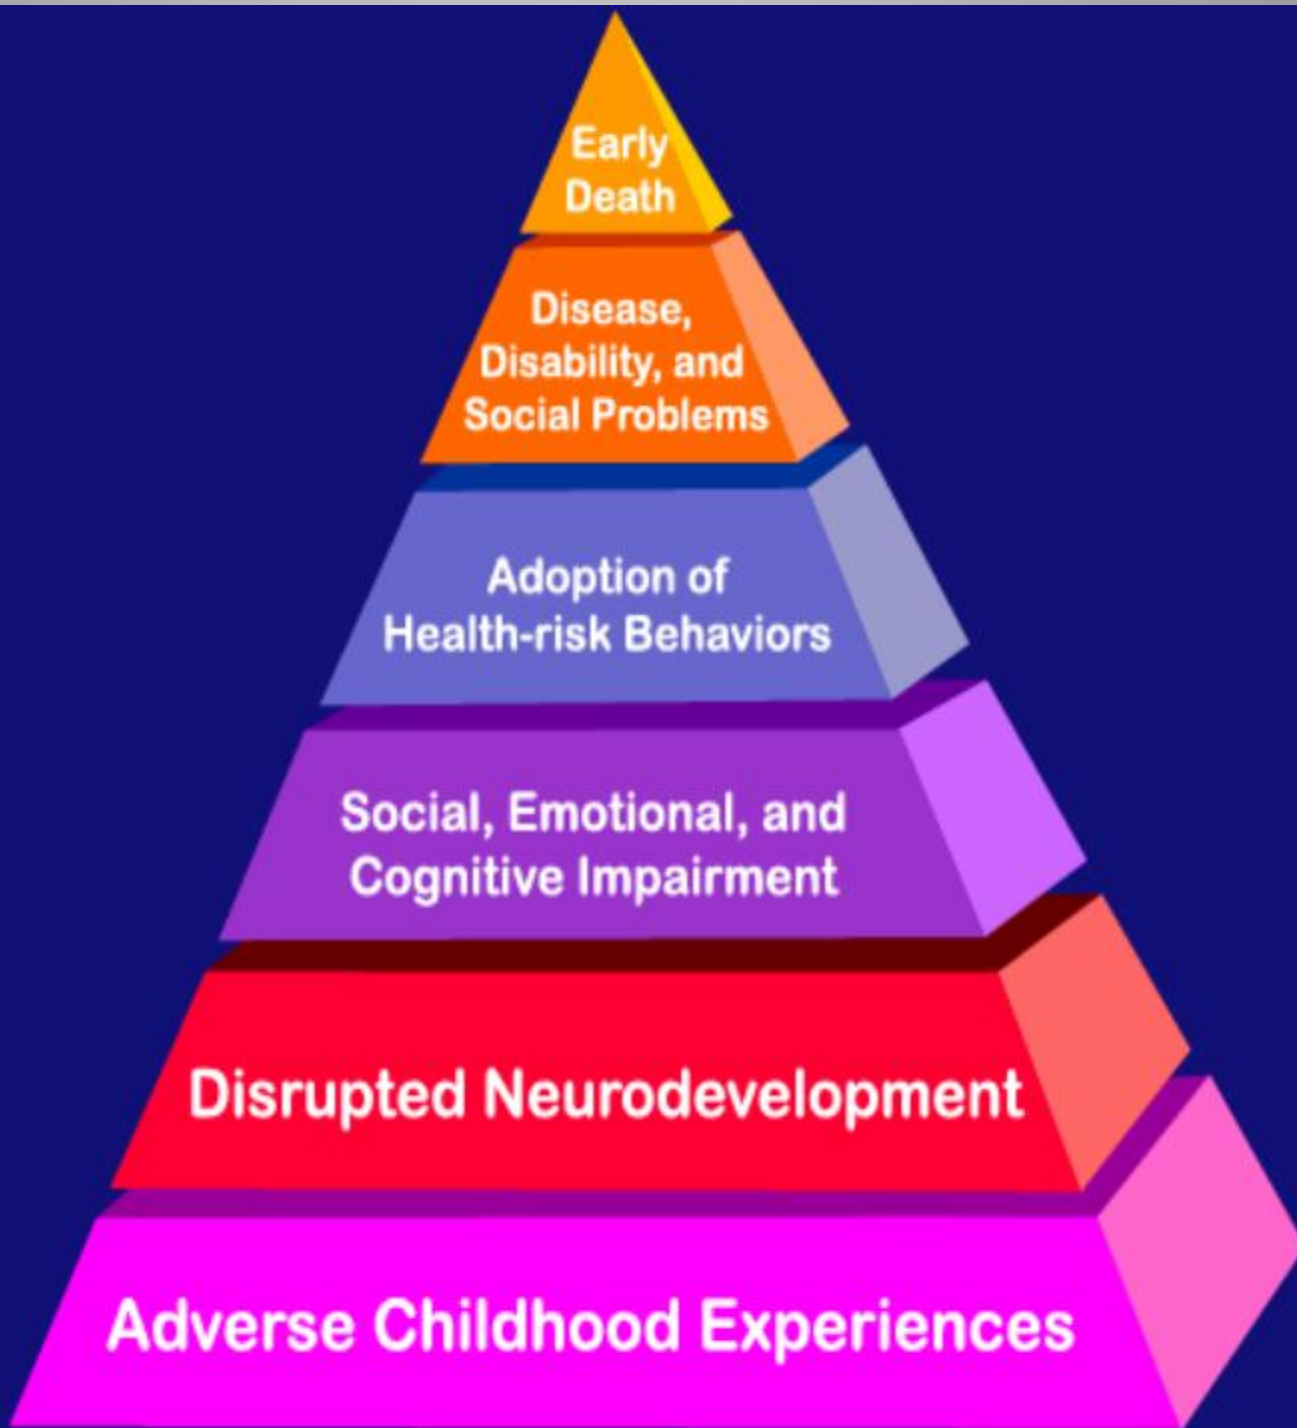 Early
Death
Disease,
Disability, and
Social Problems
Adoption of
Health-risk Behaviors
Social, Emotional, and
Cognitive Impairment
Disrupted Neurodevelopment
Adverse Childhood Experiences